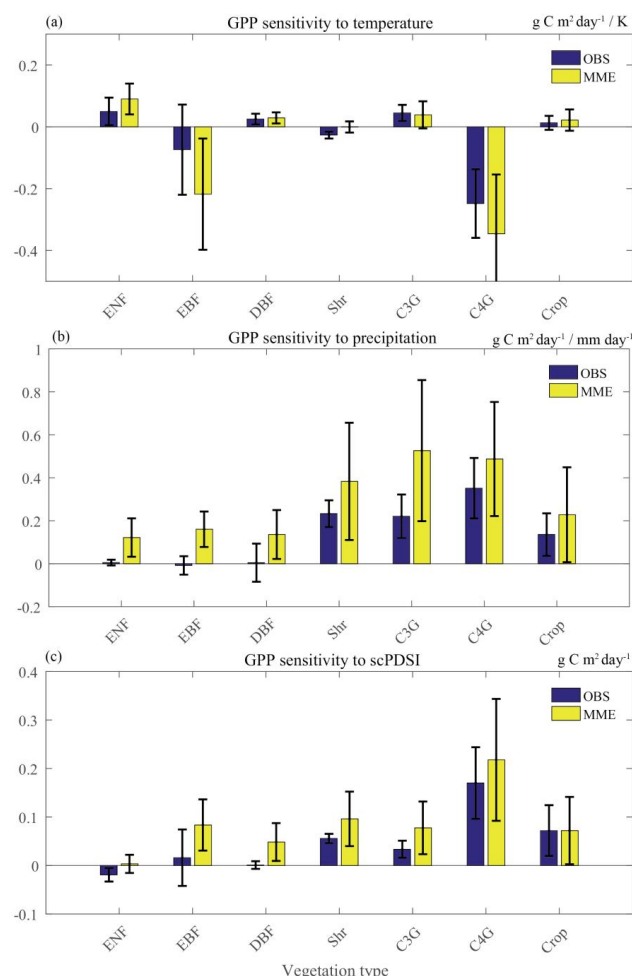 (a) GPP sensitivity to temperature g C m² day⁻¹ / K
OBS
MME
0.2
0
-0.2
-0.4
ENF EBF DBF Shr C3G C4G Crop
(b) GPP sensitivity to precipitation g C m² day⁻¹ / mm day⁻¹
OBS
MME
1
0.8
0.6
0.4
0.2
0
-0.2
ENF EBF DBF Shr C3G C4G Crop
(c) GPP sensitivity to scPDSI g C m² day⁻¹
OBS
MME
0.4
0.3
0.2
0.1
0
-0.1
ENF EBF DBF Shr C3G C4G Crop
Vegetation type